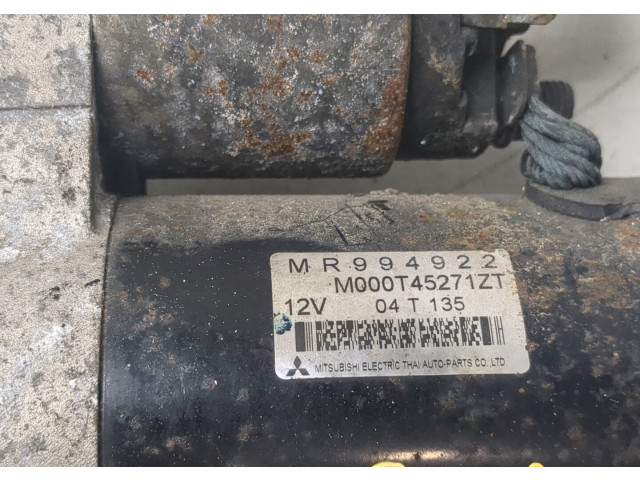 MR994922
M000T45271ZT
12V 04 T 135
MITSUBISHI ELECTRIC THAI AUTO-PARTS CO.,LTD.